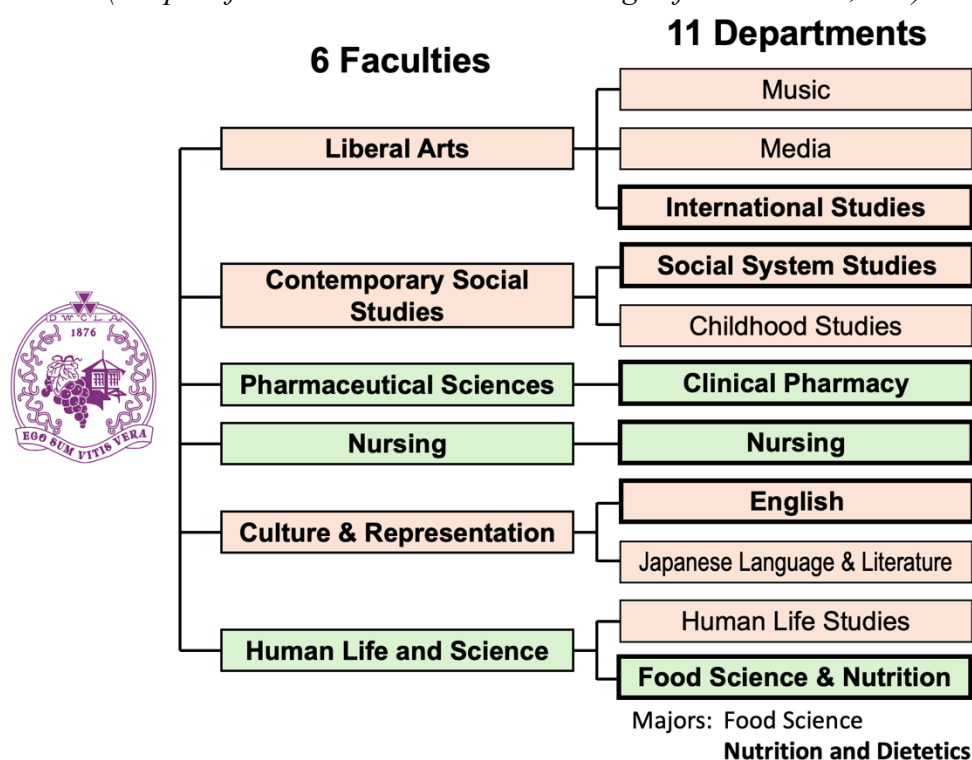 11 Departments
6 Faculties
Music
Liberal Arts
Media
International Studies
Contemporary Social
Studies
Social System Studies
Childhood Studies
DWCLA
1876
EGO SUM VITIS VERA
Pharmaceutical Sciences
Clinical Pharmacy
Nursing
Nursing
Culture & Representation
English
Japanese Language & Literature
Human Life and Science
Human Life Studies
Food Science & Nutrition
Majors: Food Science
Nutrition and Dietetics